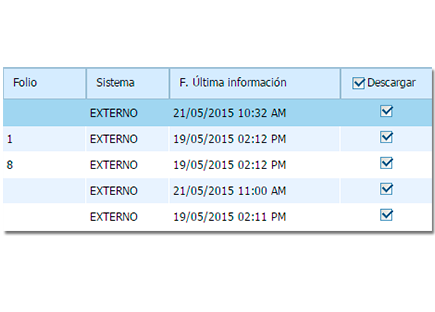 Folio Sistema F. Última información Descargar
EXTERNO 21/05/2015 10:32 AM
1 EXTERNO 19/05/2015 02:12 PM
8 EXTERNO 19/05/2015 02:12 PM
EXTERNO 21/05/2015 11:00 AM
EXTERNO 19/05/2015 02:11 PM